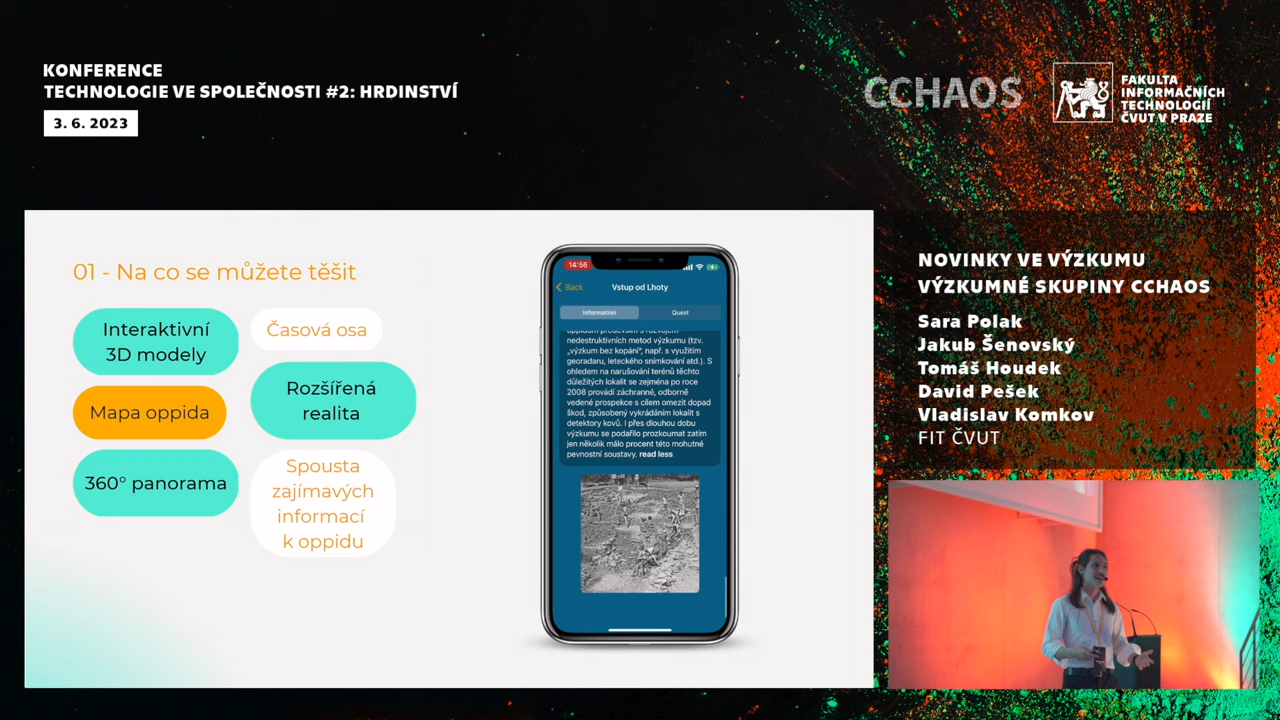 KONFERENCE
TECHNOLOGIE VE SPOLEČNOSTI #2: HRDINSTVÍ
3. 6. 2023
CCHAOS
FAKULTA
INFORMAČNÍCH
TECHNOLOGIÍ
ČVUT V PRAZE
01 - Na co se můžete těšit
Interaktivní
3D modely
Časová osa
Mapa oppida
Rozšířená
realita
360° panorama
Spousta
zajímavých
informací
k oppidu
14:56
Back
Vstup od Lhoty
Information
Quest
oppidům především s rozvojem
nedestruktivních metod výzkumu (tzv.
„výzkum bez kopání", např. s využitím
georadaru, leteckého snímkování atd.). S
ohledem na narušování terénů těchto
důležitých lokalit se zejména po roce
2008 provádí záchranné, odborně
vedené prospekce s cílem omezit dopad
škod, způsobený vykrádáním lokalit s
detektory kovů. I přes dlouhou dobu
výzkumu se podařilo prozkoumat zatím
jen několik málo procent této mohutné
pevnostní soustavy. read less
NOVINKY VE VÝZKUMU
VÝZKUMNÉ SKUPINY CCHAOS
Sara Polak
Jakub Šenovský
Tomáš Houdek
David Pešek
Vladislav Komkov
FIT ČVUT